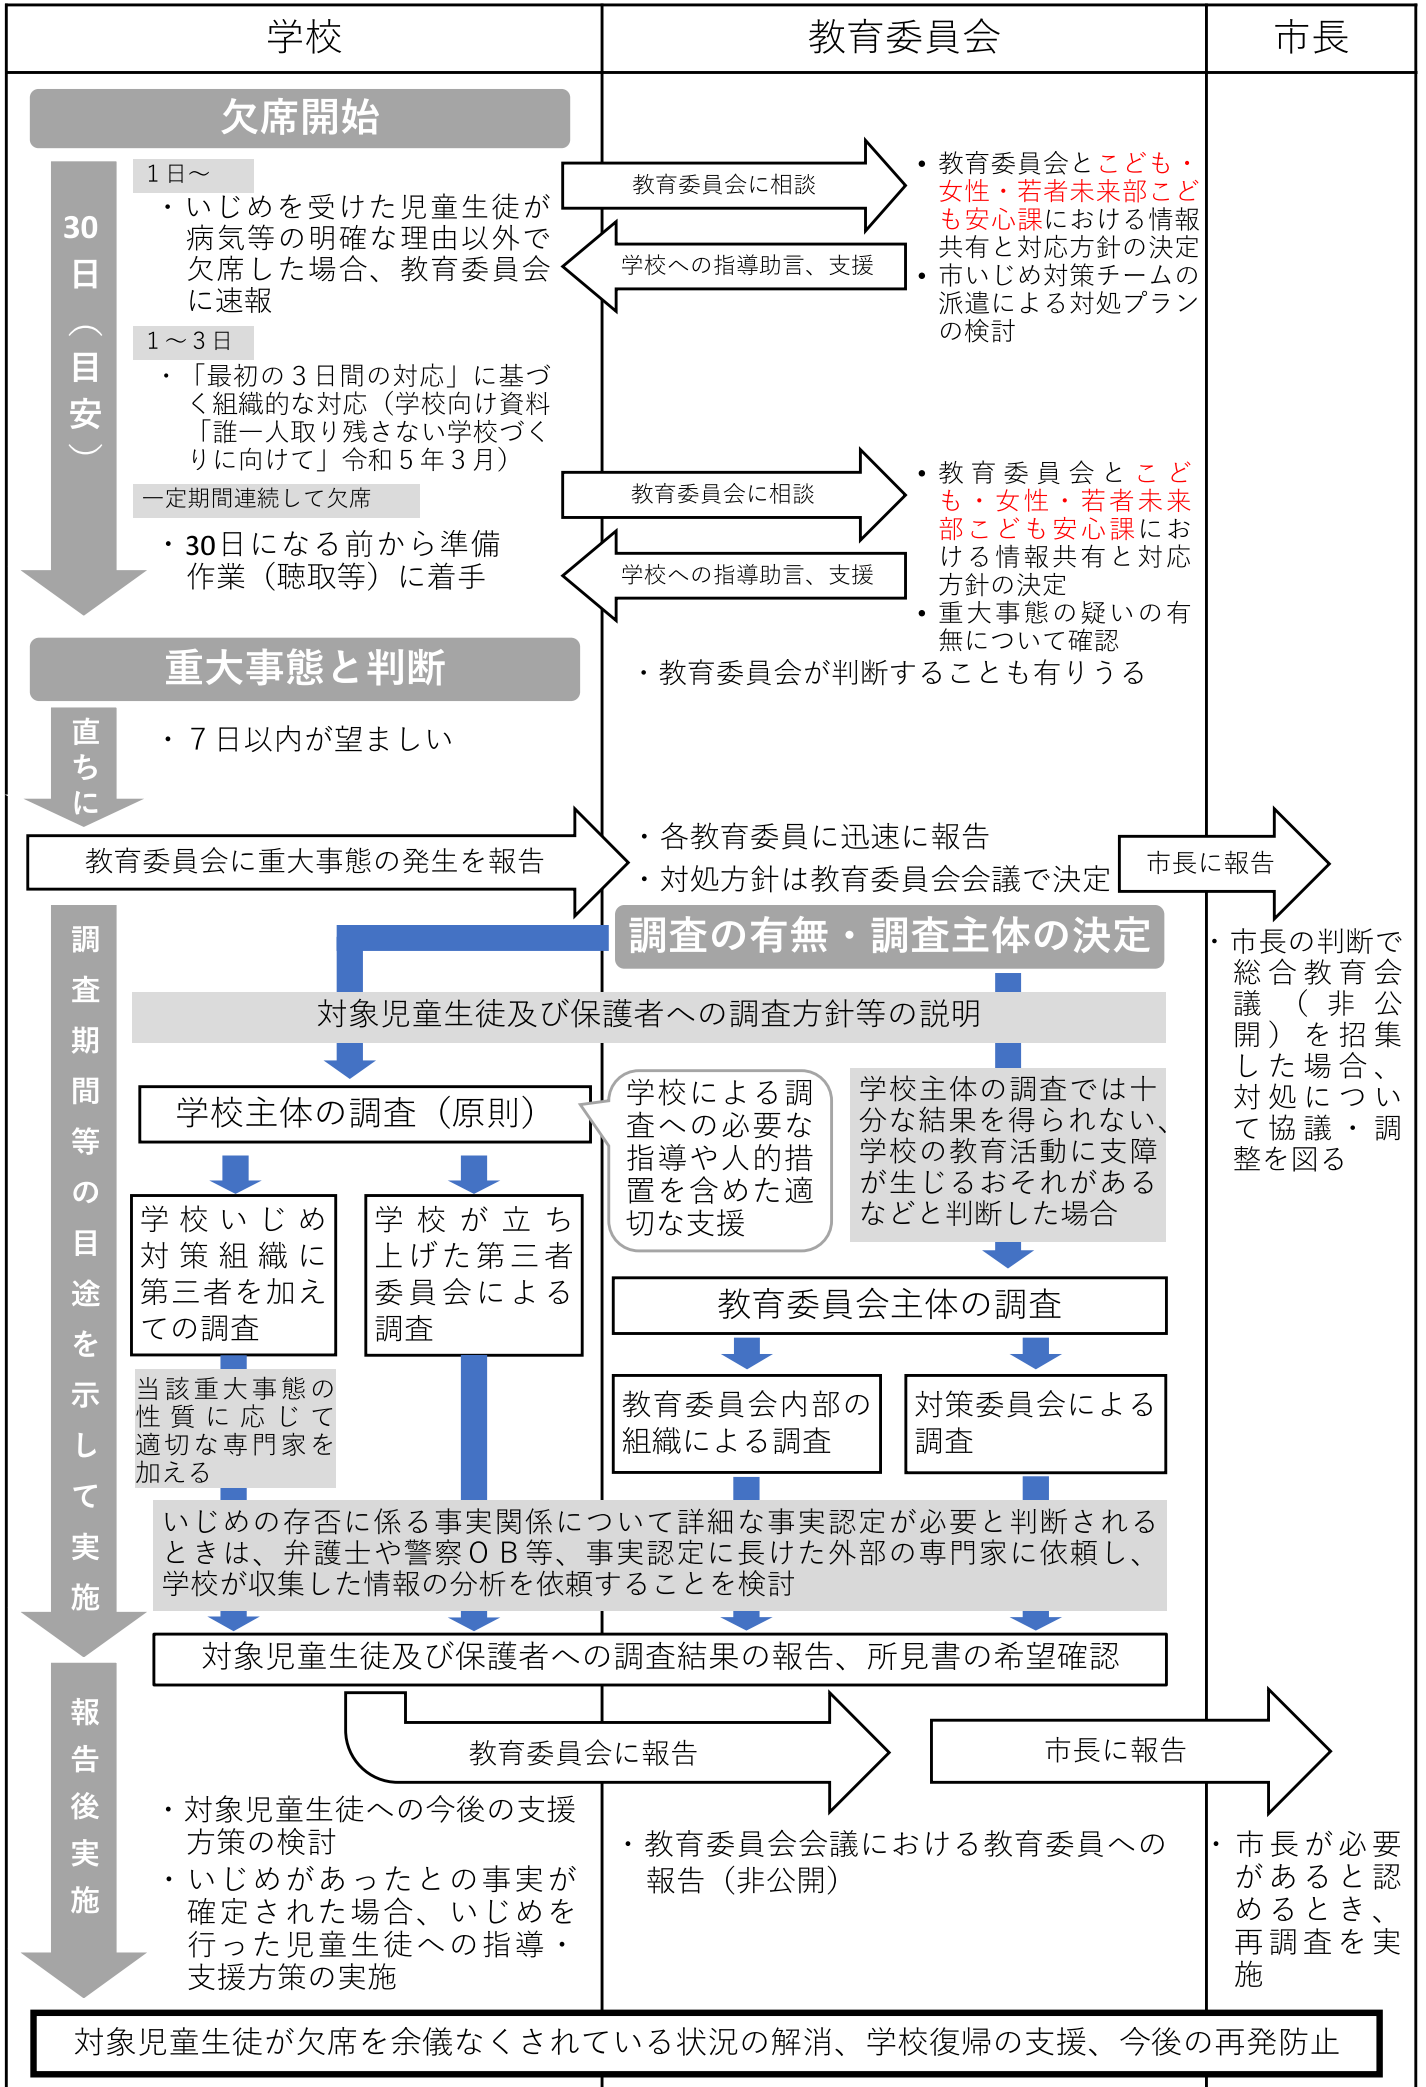 学校
教育委員会
市長
欠席開始
30日（目安）
１日～
・いじめを受けた児童生徒が
病気等の明確な理由以外で
欠席した場合、教育委員会
に速報
教育委員会に相談
学校への指導助言、支援
• 教育委員会とこども・
女性・若者未来部こど
も安心課における情報
共有と対応方針の決定
• 市いじめ対策チームの
派遣による対処プラン
の検討
１～３日
・「最初の３日間の対応」に基づ
く組織的な対応（学校向け資料
「誰一人取り残さない学校づく
りに向けて」令和５年３月）
一定期間連続して欠席
・30日になる前から準備
作業（聴取等）に着手
教育委員会に相談
学校への指導助言、支援
• 教育委員会とこど
も・女性・若者未来
部こども安心課にお
ける情報共有と対応
方針の決定
• 重大事態の疑いの有
無について確認
重大事態と判断
・教育委員会が判断することも有りうる
直ちに
・７日以内が望ましい
教育委員会に重大事態の発生を報告
・各教育委員に迅速に報告
・対処方針は教育委員会会議で決定
市長に報告
調査期間等の目途を示して実施
調査の有無・調査主体の決定
・市長の判断で
総合教育会
議（非公
開）を招集
した場合、
対処につい
て協議・調
整を図る
対象児童生徒及び保護者への調査方針等の説明
学校主体の調査（原則）
学校による調
査への必要な
指導や人的措
置を含めた適
切な支援
学校主体の調査では十
分な結果を得られない、
学校の教育活動に支障
が生じるおそれがある
などと判断した場合
学校いじめ
対策組織に
第三者を加え
ての調査
学校が立ち
上げた第三者
委員会による
調査
教育委員会主体の調査
当該重大事態の
性質に応じて
適切な専門家を
加える
教育委員会内部の
組織による調査
対策委員会による
調査
いじめの存否に係る事実関係について詳細な事実認定が必要と判断される
ときは、弁護士や警察ＯＢ等、事実認定に長けた外部の専門家に依頼し、
学校が収集した情報の分析を依頼することを検討
対象児童生徒及び保護者への調査結果の報告、所見書の希望確認
報告後実施
教育委員会に報告
市長に報告
・対象児童生徒への今後の支援
方策の検討
・いじめがあったとの事実が
確定された場合、いじめを
行った児童生徒への指導・
支援方策の実施
・教育委員会会議における教育委員への
報告（非公開）
・市長が必要
があると認
めるとき、
再調査を実
施
対象児童生徒が欠席を余儀なくされている状況の解消、学校復帰の支援、今後の再発防止